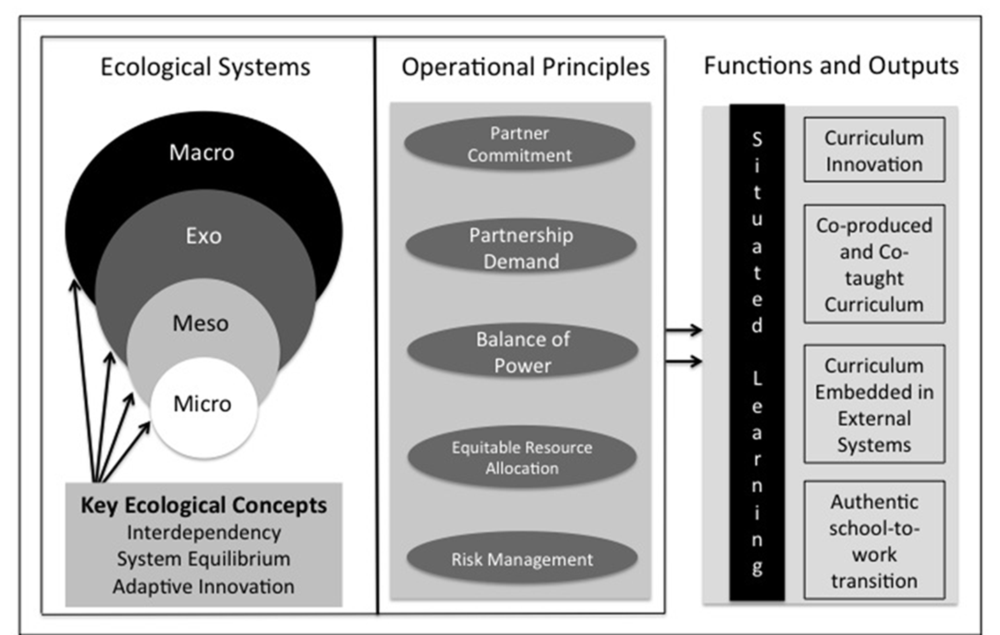 Ecological Systems
Macro
Exo
Meso
Micro
Key Ecological Concepts
Interdependency
System Equilibrium
Adaptive Innovation
Operational Principles
Partner
Commitment
Partnership
Demand
Balance of
Power
Equitable Resource
Allocation
Risk Management
Functions and Outputs
Situated Learning
Curriculum
Innovation
Co-produced
and Co-
taught
Curriculum
Curriculum
Embedded in
External
Systems
Authentic
school-to-
work
transition